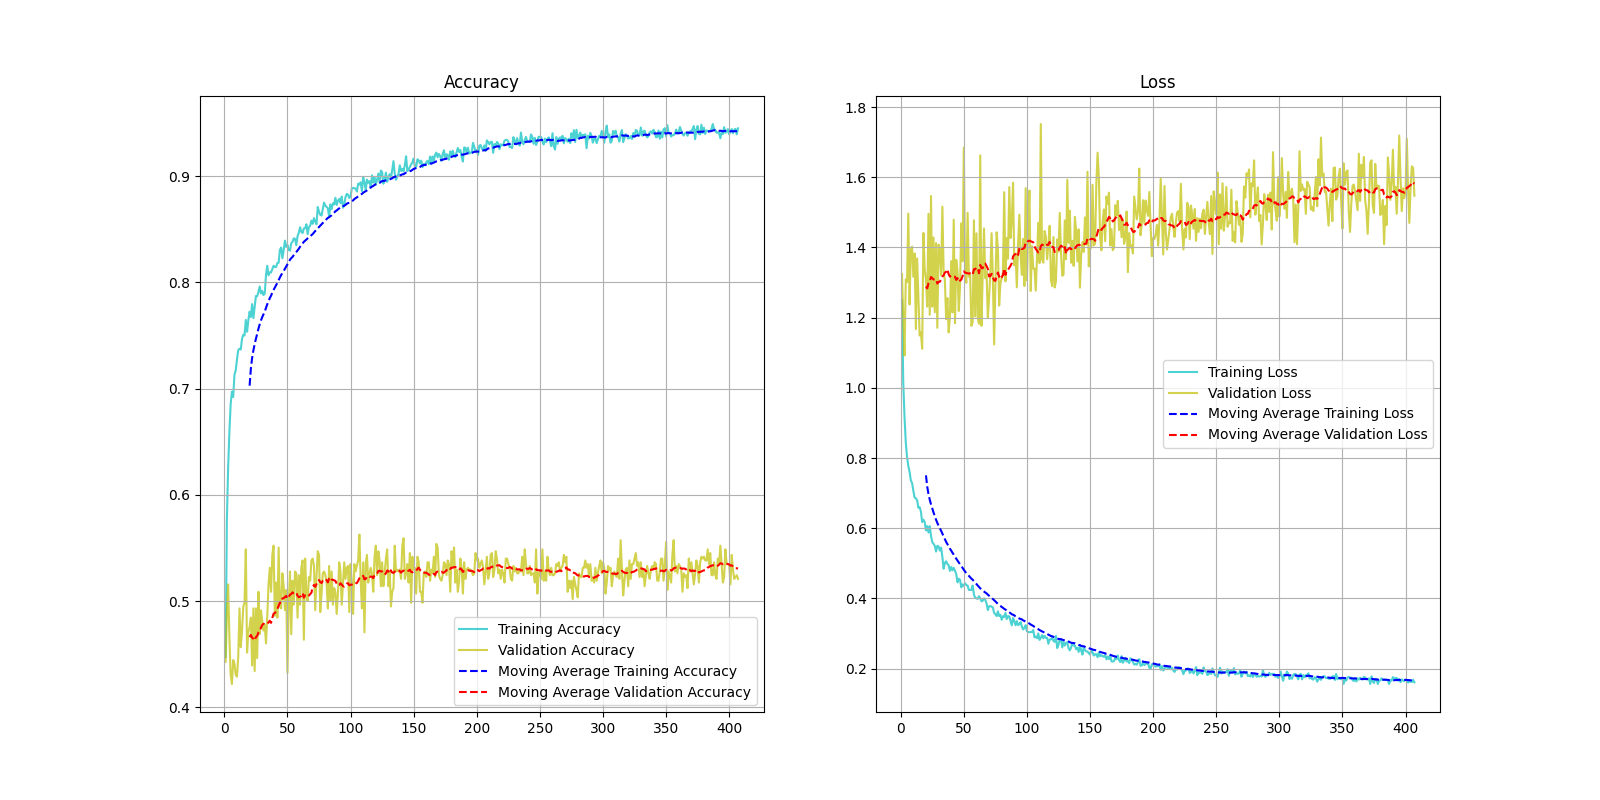 Accuracy
0.9
0.8
0.7
0.6
0.5
0.4
0 50 100 150 200 250 300 350 400
Training Accuracy
Validation Accuracy
Moving Average Training Accuracy
Moving Average Validation Accuracy
Loss
1.8
1.6
1.4
1.2
1.0
0.8
0.6
0.4
0.2
0 50 100 150 200 250 300 350 400
Training Loss
Validation Loss
Moving Average Training Loss
Moving Average Validation Loss